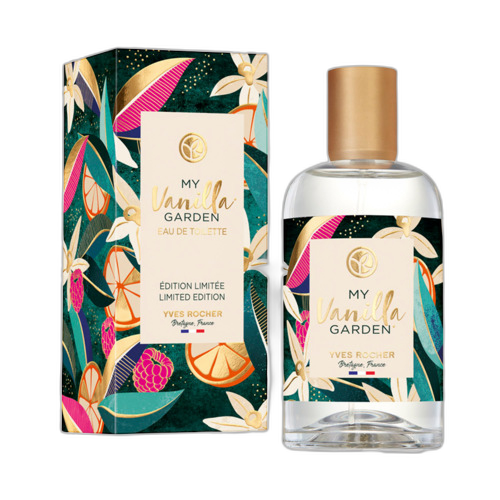 MY
Vanilla
GARDEN
EAU DE TOILETTE
ÉDITION LIMITÉE
LIMITED EDITION
YVES ROCHER
Bretagne, France
MY
Vanilla
GARDEN
YVES ROCHER
Bretagne, France